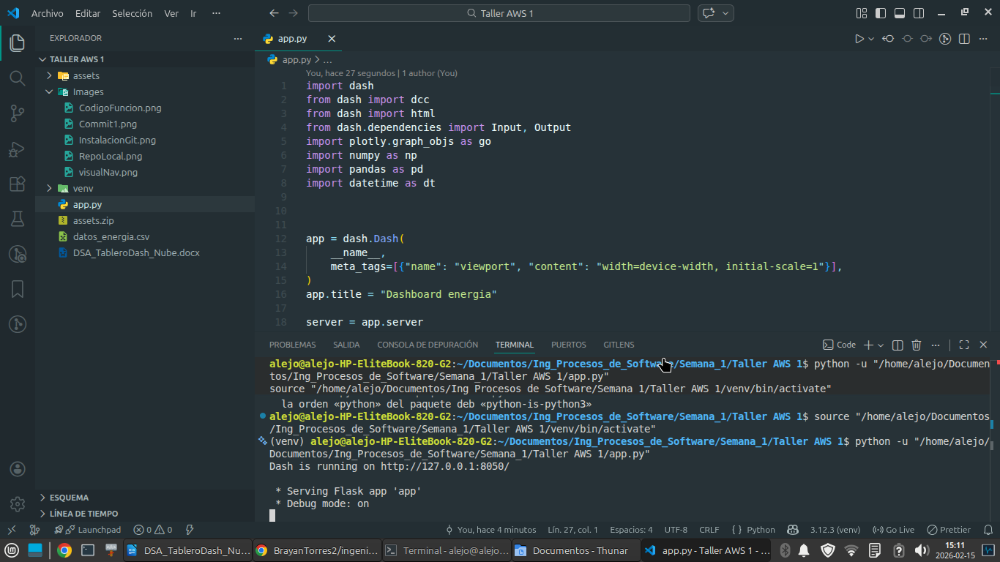 Archivo Editar Selección Ver Ir ···
Taller AWS 1
EXPLORADOR ···
TALLER AWS 1
assets
Images
CodigoFuncion.png
Commit1.png
InstalacionGit.png
RepoLocal.png
visualNav.png
venv
app.py
assets.zip
datos_energia.csv
DSA_TableroDash_Nube.docx
ESQUEMA
LÍNEA DE TIEMPO
app.py
app.py > ...
You, hace 27 segundos | 1 author (You)
1 import dash
2 from dash import dcc
3 from dash import html
4 from dash.dependencies import Input, Output
5 import plotly.graph_objs as go
6 import numpy as np
7 import pandas as pd
8 import datetime as dt
9
10
11
12 app = dash.Dash(
13     __name__,
14     meta_tags=[{"name": "viewport", "content": "width=device-width, initial-scale=1"}],
15 )
16 app.title = "Dashboard energia"
17
18 server = app.server
PROBLEMAS SALIDA CONSOLA DE DEPURACIÓN TERMINAL PUERTOS GITLENS
Code
alejo@alejo-HP-EliteBook-820-G2:~/Documentos/Ing_Procesos_de_Software/Semana_1/Taller AWS 1$ python -u "/home/alejo/Documen
tos/Ing_Procesos_de_Software/Semana_1/Taller AWS 1/app.py"
source "/home/alejo/Documentos/Ing_Procesos_de_Software/Semana_1/Taller AWS 1/venv/bin/activate"
la orden «python» del paquete deb «python-is-python3»
alejo@alejo-HP-EliteBook-820-G2:~/Documentos/Ing_Procesos_de_Software/Semana_1/Taller AWS 1$ source "/home/alejo/Documentos
/Ing_Procesos_de_Software/Semana_1/Taller AWS 1/venv/bin/activate"
(venv) alejo@alejo-HP-EliteBook-820-G2:~/Documentos/Ing_Procesos_de_Software/Semana_1/Taller AWS 1$ python -u "/home/alejo/
Documentos/Ing_Procesos_de_Software/Semana_1/Taller AWS 1/app.py"
Dash is running on http://127.0.0.1:8050/
* Serving Flask app 'app'
* Debug mode: on
Launchpad 0 0 You, hace 4 minutos Lín. 27, col. 1 Espacios: 4 UTF-8 CRLF { } Python 3.12.3 (venv) Go Live Prettier
DSA_TableroDash_Nu... BrayanTorres2/ingeni... Terminal - alejo@alejo... Documentos - Thunar app.py - Taller AWS 1 - ... 15:11
2026-02-15